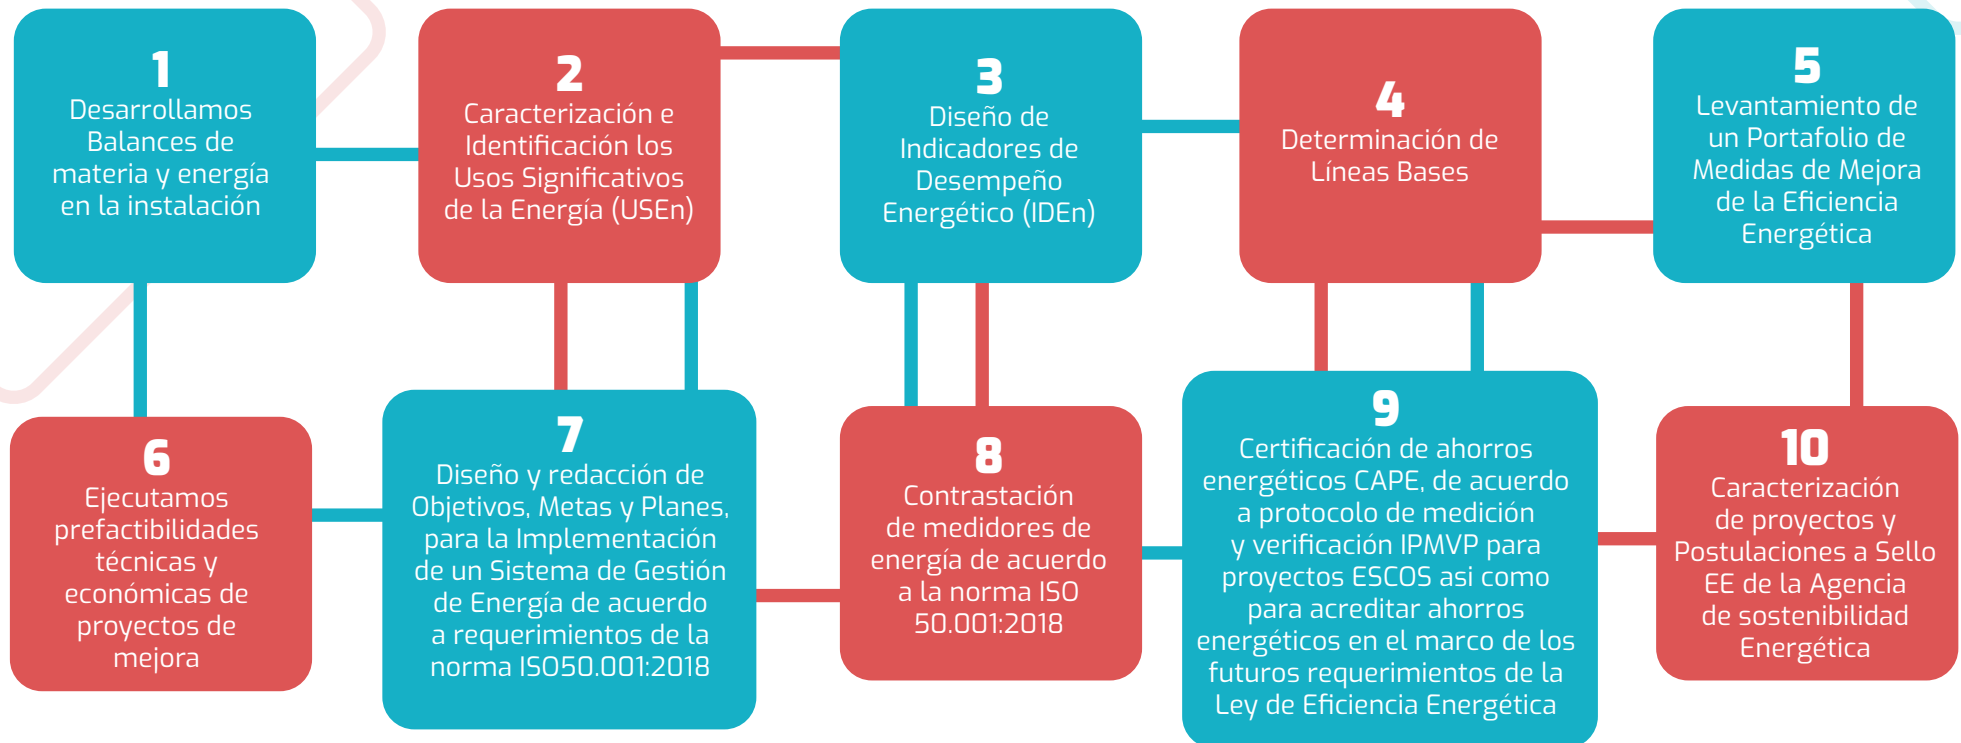 1
Desarrollamos
Balances de
materia y energía
en la instalación
2
Caracterización e
Identificación los
Usos Significativos
de la Energía (USEn)
3
Diseño de
Indicadores de
Desempeño
Energético (IDEn)
4
Determinación de
Líneas Bases
5
Levantamiento de
un Portafolio de
Medidas de Mejora
de la Eficiencia
Energética
6
Ejecutamos
prefactibilidades
técnicas y
económicas de
proyectos de
mejora
7
Diseño y redacción de
Objetivos, Metas y Planes,
para la Implementación
de un Sistema de Gestión
de Energía de acuerdo
a requerimientos de la
norma ISO50.001:2018
8
Contrastación
de medidores de
energía de acuerdo
a la norma ISO
50.001:2018
9
Certificación de ahorros
energéticos CAPE, de acuerdo
a protocolo de medición
y verificación IPMVP para
proyectos ESCOS asi como
para acreditar ahorros
energéticos en el marco de los
futuros requerimientos de la
Ley de Eficiencia Energética
10
Caracterización
de proyectos y
Postulaciones a Sello
EE de la Agencia
de sostenibilidad
Energética